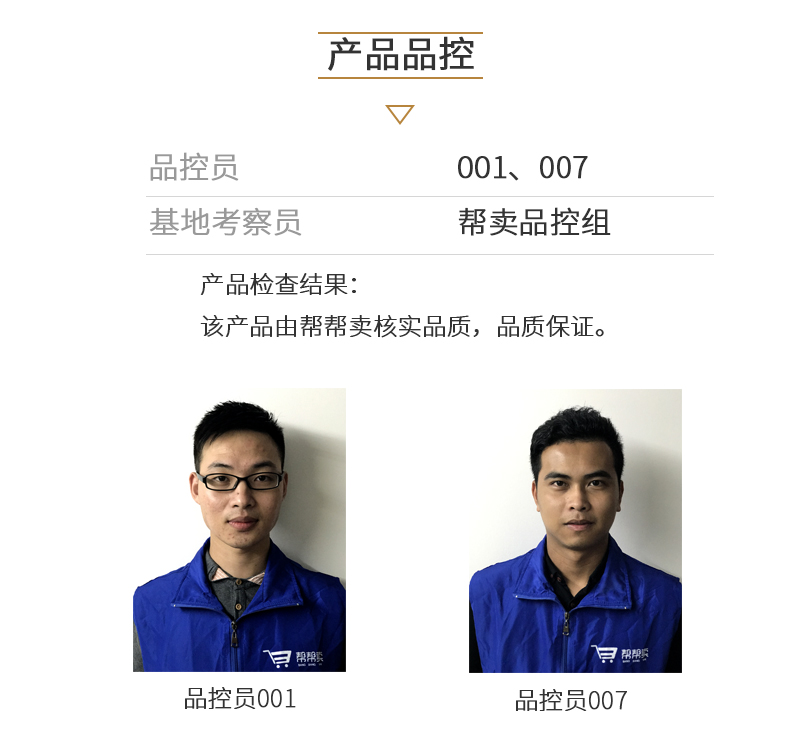 产品品控
品控员 001、007
基地考察员 帮卖品控组
产品检查结果：
该产品由帮帮卖核实品质，品质保证。
帮帮卖
帮帮卖
品控员001
品控员007